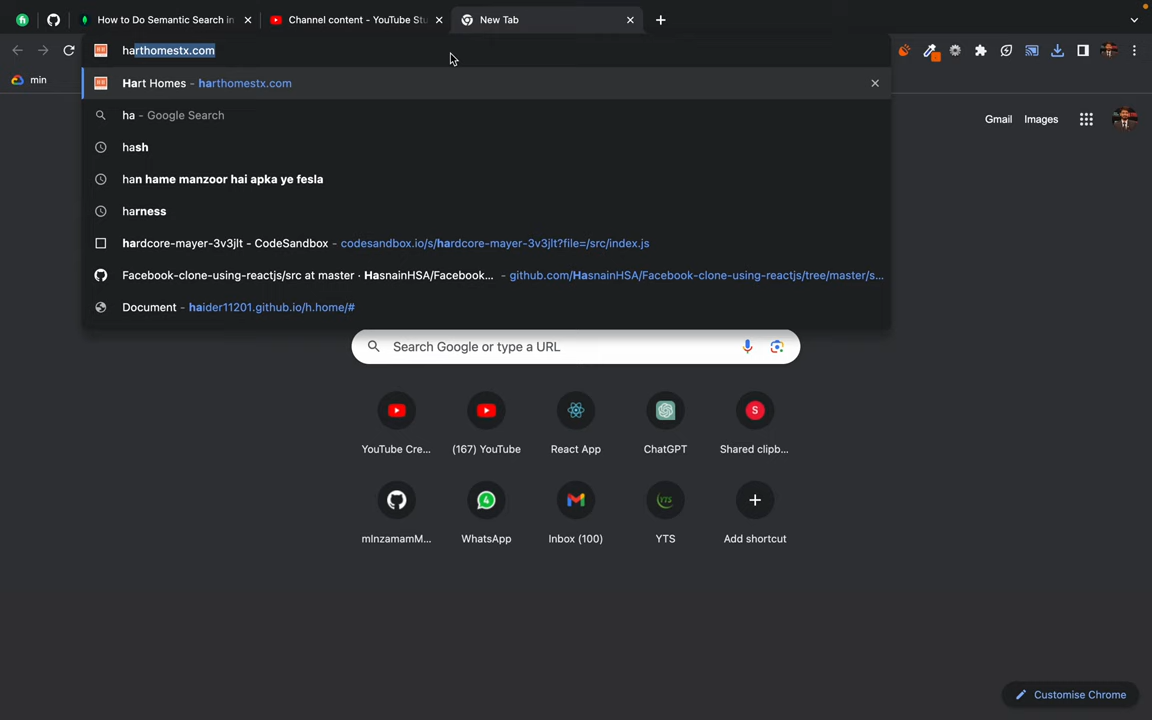 How to Do Semantic Search in
Channel content - YouTube Stu
New Tab
harthomestx.com
min
Hart Homes - harthomestx.com
ha - Google Search
hash
han hame manzoor hai apka ye fesla
harness
hardcore-mayer-3v3jlt - CodeSandbox - codesandbox.io/s/hardcore-mayer-3v3jlt?file=/src/index.js
Facebook-clone-using-reactjs/src at master · HasnainHSA/Facebook... - github.com/HasnainHSA/Facebook-clone-using-reactjs/tree/master/s...
Document - haider11201.github.io/h.home/#
Gmail Images
Search Google or type a URL
YouTube Cre... (167) YouTube React App ChatGPT Shared clipb...
S
4
YTS
mInzamamM... WhatsApp Inbox (100) YTS Add shortcut
Customise Chrome